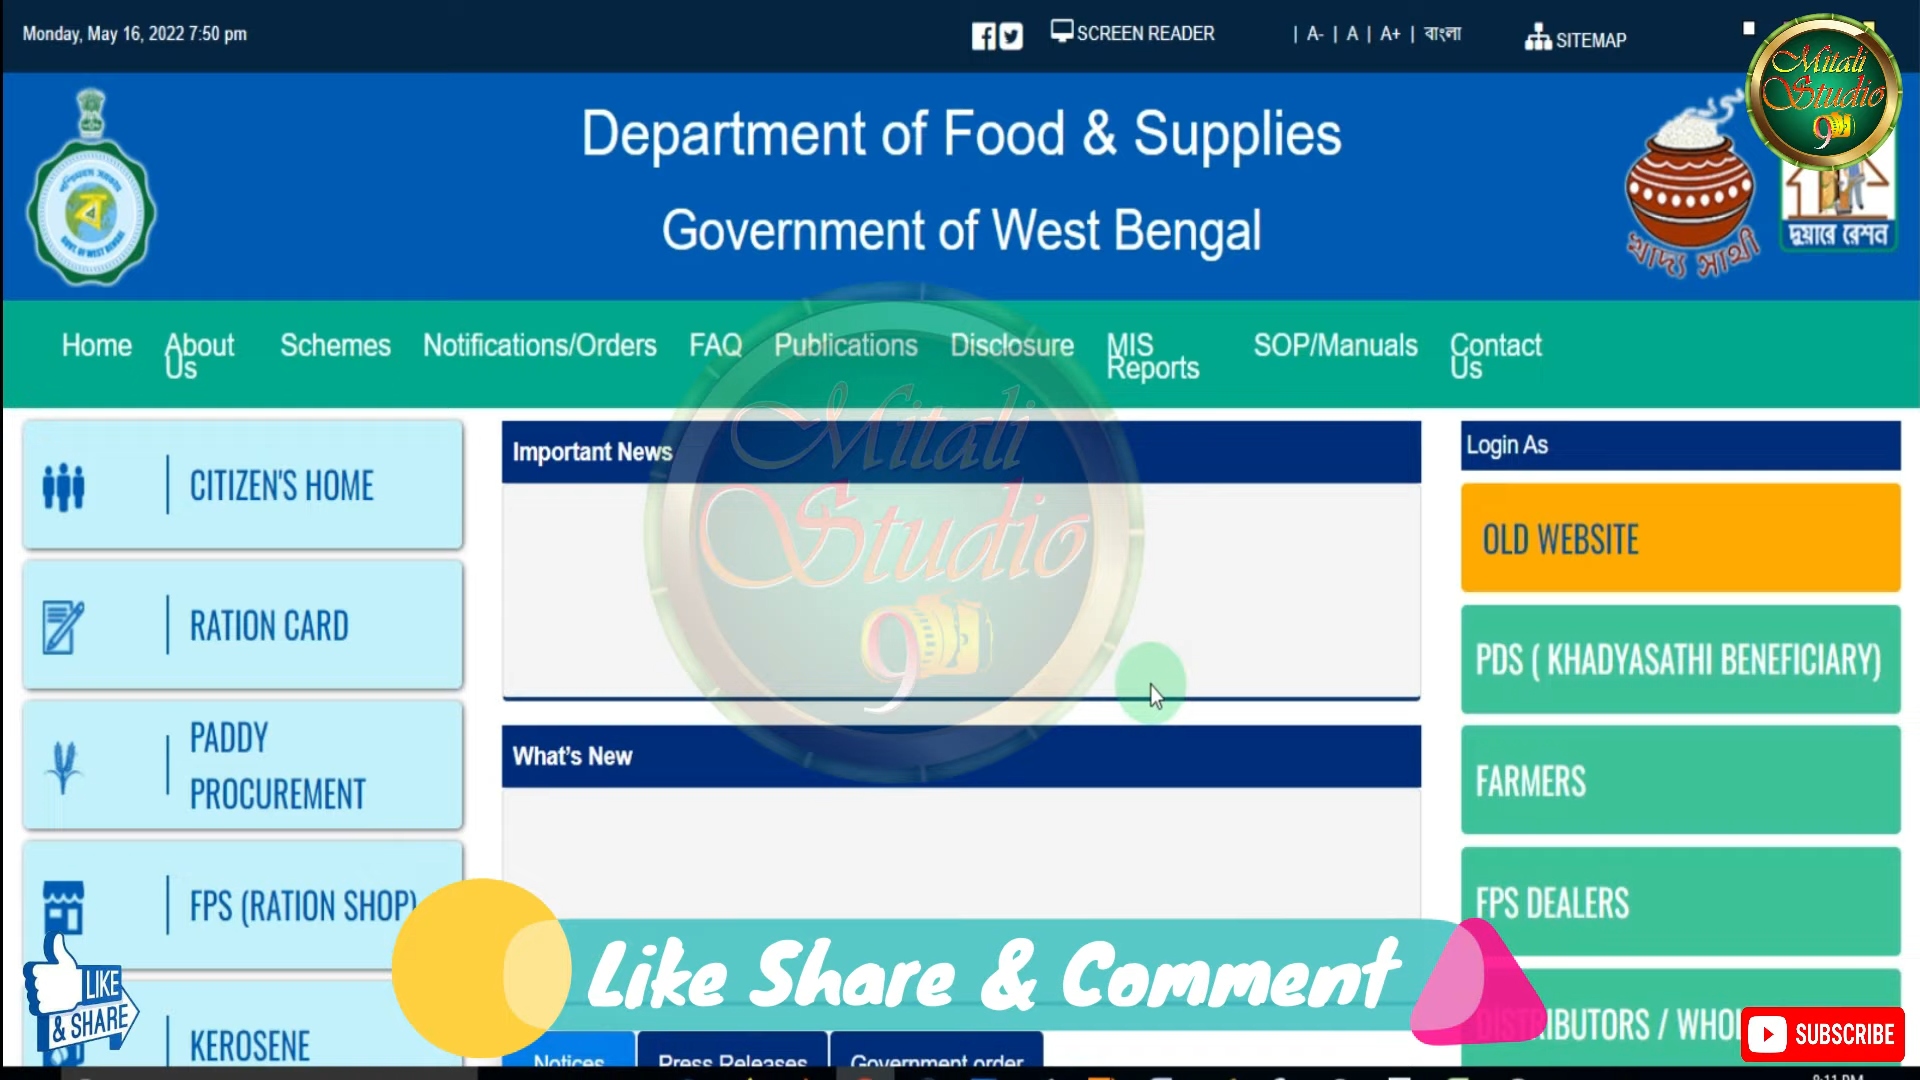 Monday, May 16, 2022 7:50 pm
SCREEN READER
| A- | A | A+ | বাংলা
SITEMAP
Mitali
Studio
9
Department of Food & Supplies
Government of West Bengal
খাদ্য সাথী
দুয়ারে রেশন
Home
About Us
Schemes
Notifications/Orders
FAQ
Publications
Disclosure
MIS Reports
SOP/Manuals
Contact Us
CITIZEN'S HOME
RATION CARD
PADDY
PROCUREMENT
FPS (RATION SHOP)
KEROSENE
Important News
Mitali
Studio
9
What's New
Notices
Press Releases
Government order
Login As
OLD WEBSITE
PDS ( KHADYASATHI BENEFICIARY)
FARMERS
FPS DEALERS
LIKE
& SHARE
Like Share & Comment
SUBSCRIBE